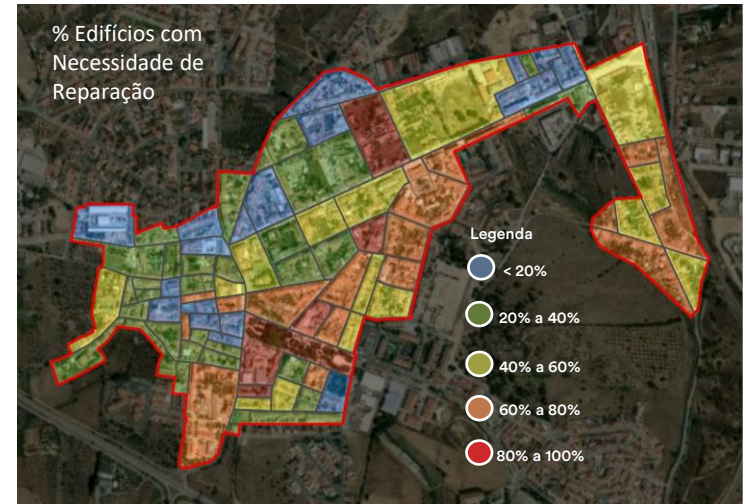 % Edifícios com
Necessidade de
Reparação
Legenda
< 20%
20% a 40%
40% a 60%
60% a 80%
80% a 100%